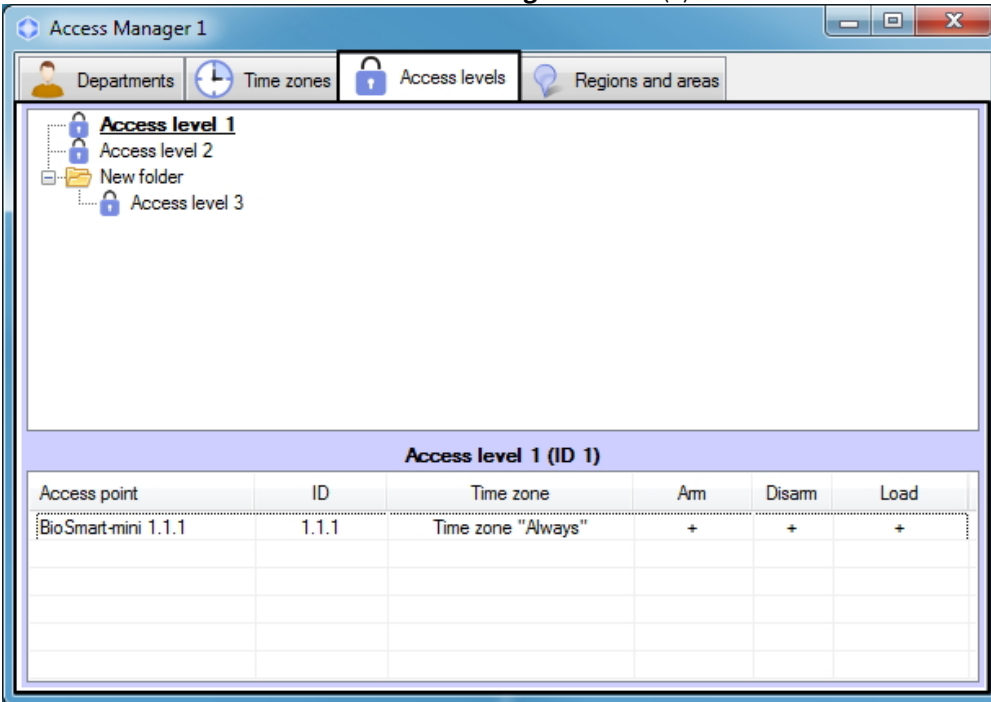 Access Manager 1
Departments Time zones Access levels Regions and areas
Access level 1
Access level 2
New folder
Access level 3
Access level 1 (ID 1)
Access point ID Time zone Arm Disarm Load
BioSmart-mini 1.1.1 1.1.1 Time zone "Always" + + +